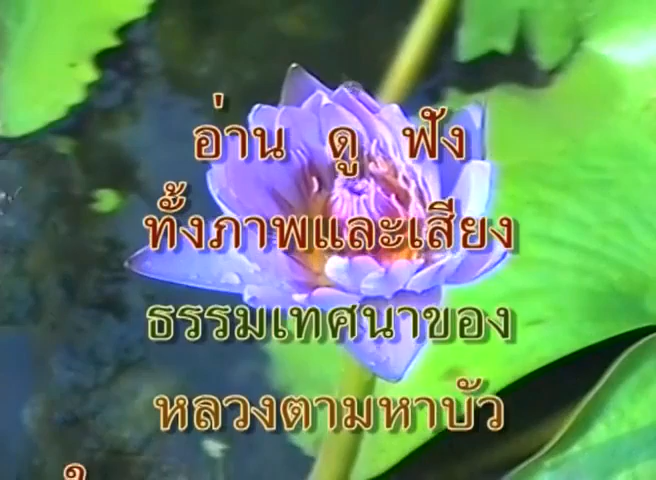 อ่าน ดู ฟัง
ทั้งภาพและเสียง
ธรรมเทศนาของ
หลวงตามหาบัว